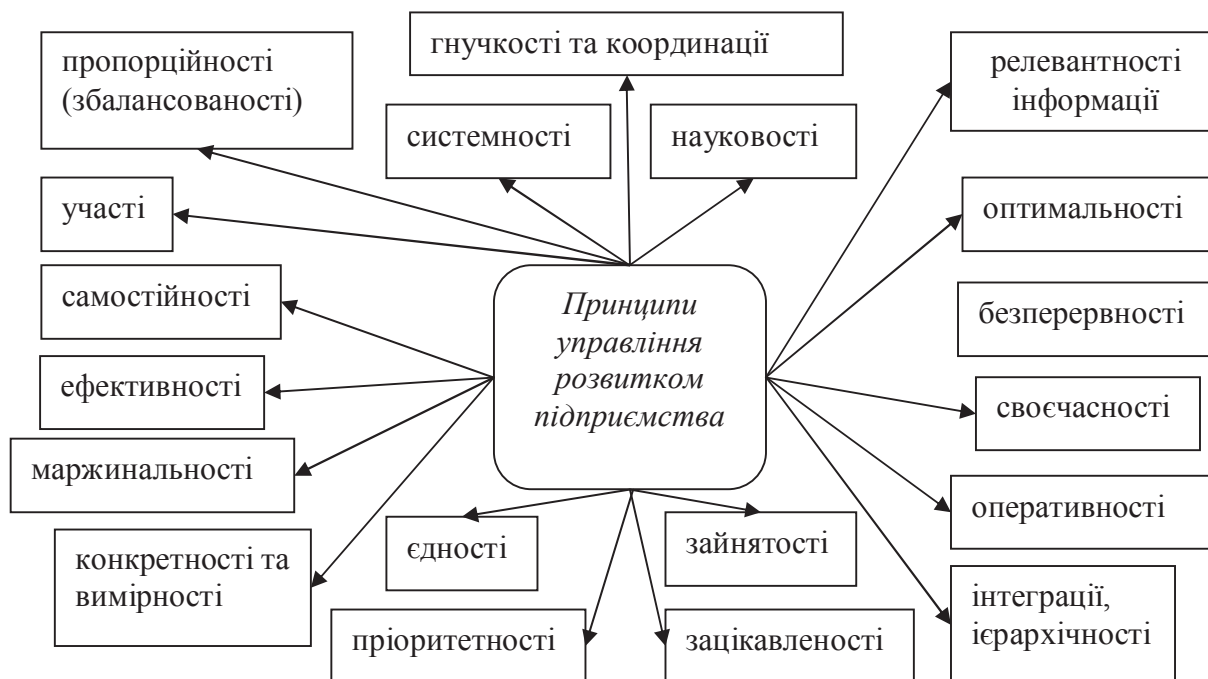 гнучкості та координації
пропорційності
(збалансованості)
релевантності
інформації
системності
науковості
участі
оптимальності
самостійності
Принципи
управління
розвитком
підприємства
безперервності
ефективності
своєчасності
маржинальності
оперативності
єдності
зайнятості
конкретності та
вимірності
інтеграції,
ієрархічності
пріоритетності
зацікавленості